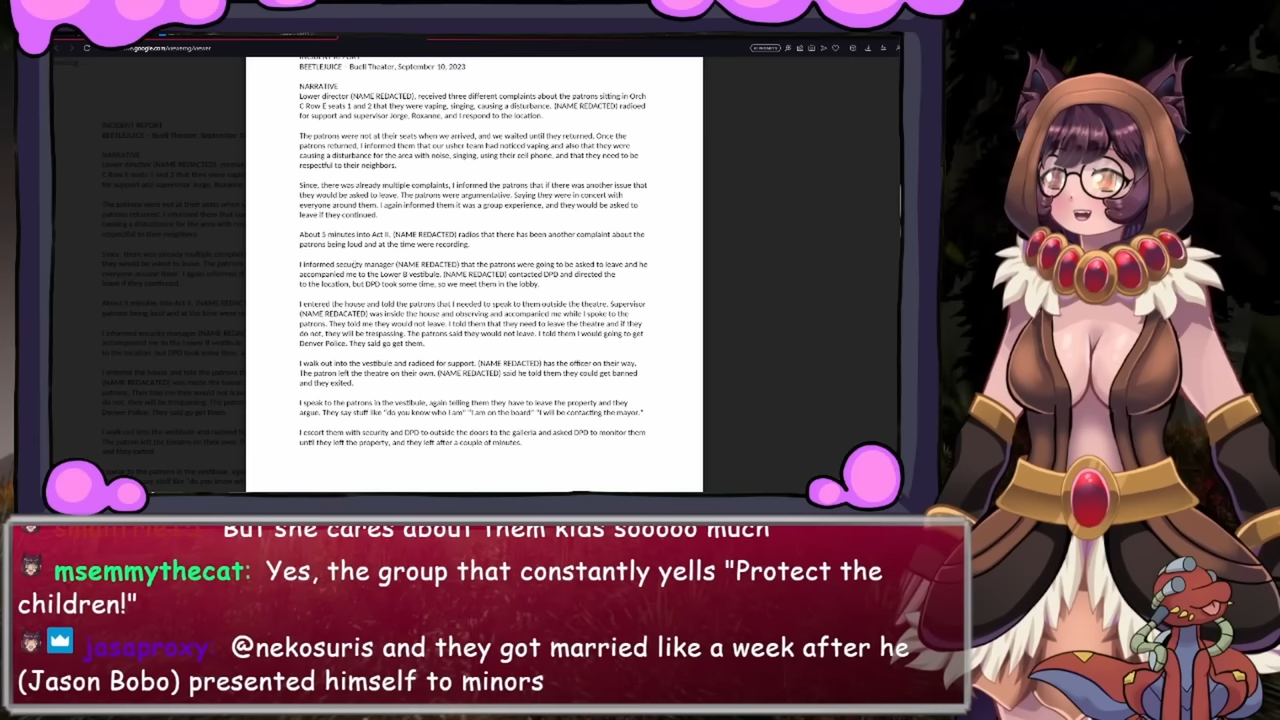 BEETLEJUICE - Buell Theater, September 10, 2023
NARRATIVE
Lower director (NAME REDACTED), received three different complaints about the patrons sitting in Orch
C Row E seats 1 and 2 that they were vaping, singing, causing a disturbance. (NAME REDACTED) radioed
for support and supervisor Jorge, Roxanne, and I respond to the location.
The patrons were not at their seats when we arrived, and we waited until they returned. Once the
patrons returned, I informed them that our usher team had noticed vaping and also that they were
causing a disturbance for the area with noise, singing, using their cell phone, and that they need to be
respectful to their neighbors.
Since, there was already multiple complaints, I informed the patrons that if there was another issue that
they would be asked to leave. The patrons were argumentative. Saying they were in concert with
everyone around them. I again informed them it was a group experience, and they would be asked to
leave if they continued.
About 5 minutes into Act II, (NAME REDACTED) radios that there has been another complaint about the
patrons being loud and at the time were recording.
I informed security manager (NAME REDACTED) that the patrons were going to be asked to leave and he
accompanied me to the Lower B vestibule. (NAME REDACTED) contacted DPD and directed the
to the location, but DPD took some time, so we meet them in the lobby.
I entered the house and told the patrons that I needed to speak to them outside the theatre. Supervisor
(NAME REDACATED) was inside the house and observing and accompanied me while I spoke to the
patrons. They told me they would not leave. I told them that they need to leave the theatre and if they
do not, they will be trespassing. The patrons said they would not leave. I told them I would going to get
Denver Police. They said go get them.
I walk out into the vestibule and radioed for support. (NAME REDACTED) has the officer on their way,
The patron left the theatre on their own. (NAME REDACTED) said he told them they could get banned
and they exited.
I speak to the patrons in the vestibule, again telling them they have to leave the property and they
argue. They say stuff like "do you know who I am" "I am on the board" "I will be contacting the mayor."
I escort them with security and DPD to outside the doors to the galleria and asked DPD to monitor them
until they left the property, and they left after a couple of minutes.
But she cares about them kids sooooo much
msemmythecat: Yes, the group that constantly yells "Protect the
children!"
jasaproxy: @nekosuris and they got married like a week after he
(Jason Bobo) presented himself to minors